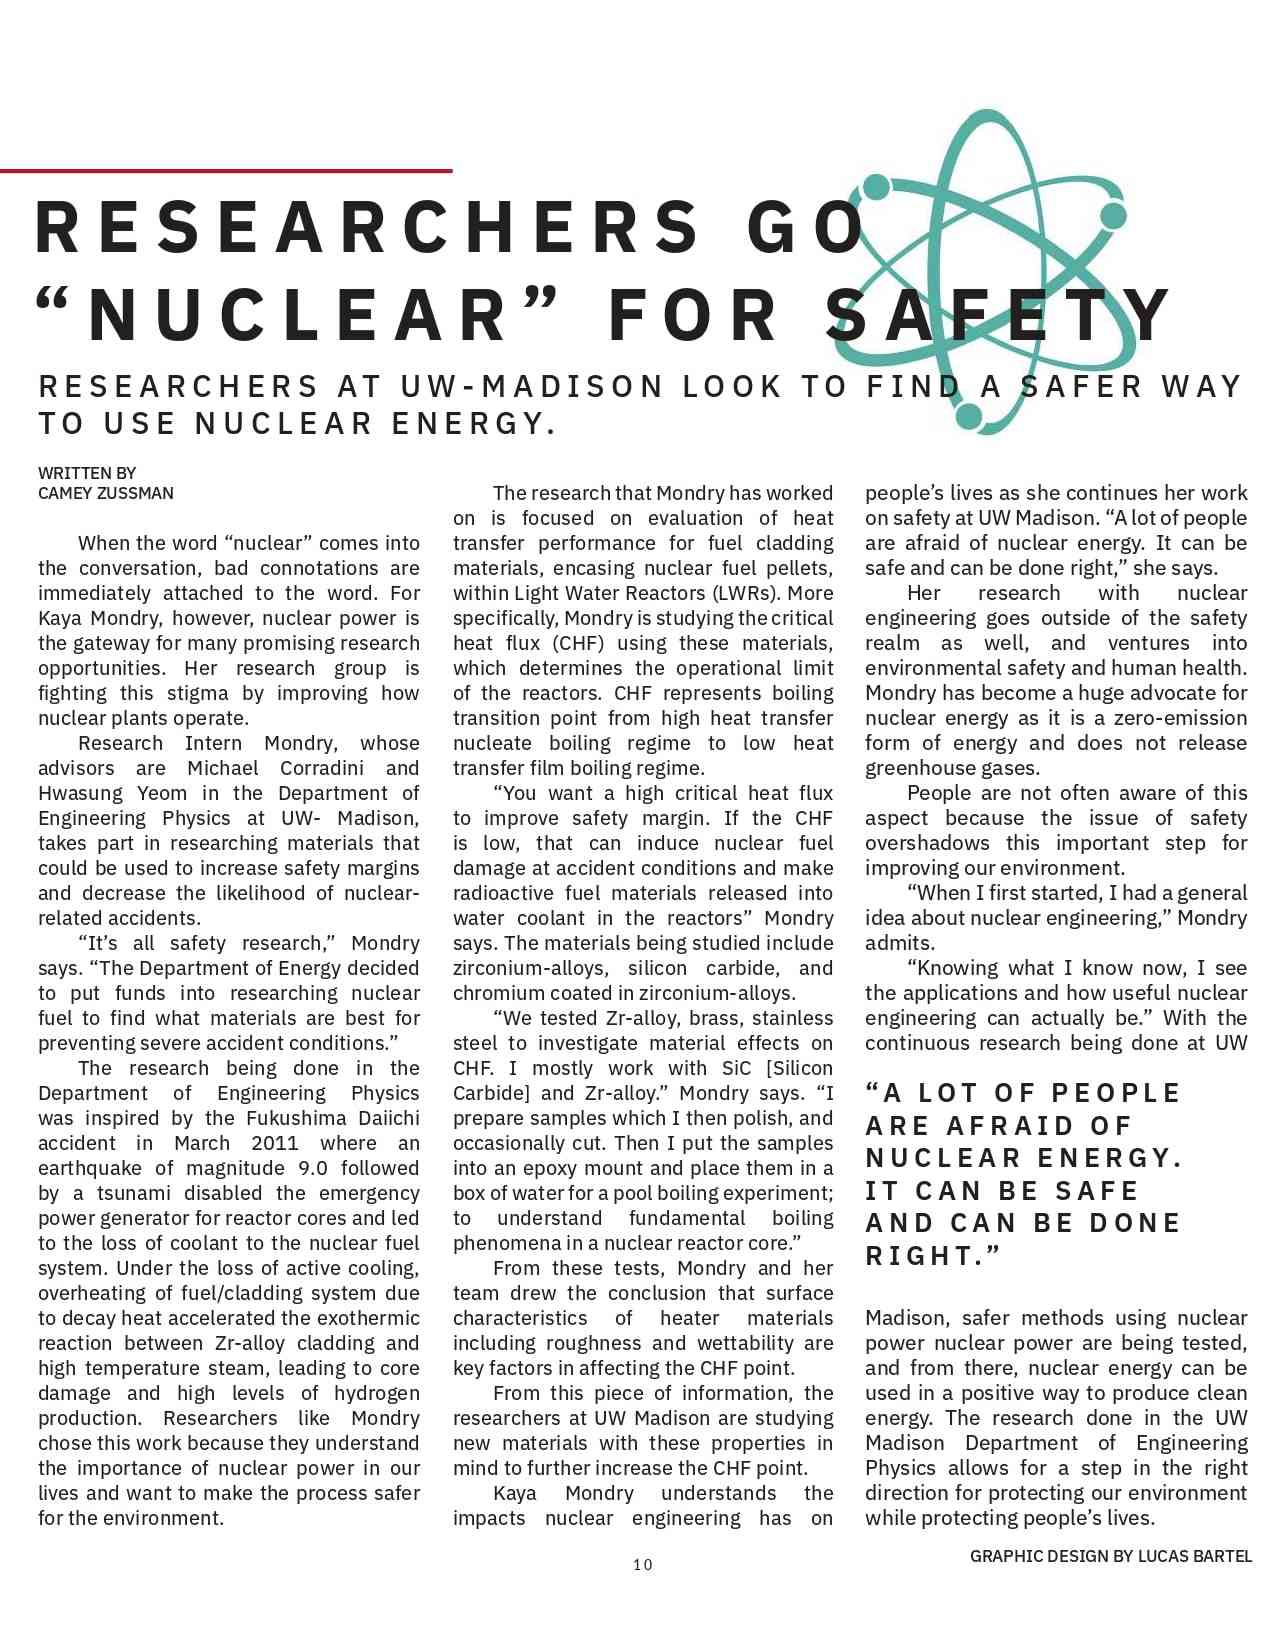 RESEARCHERS GO
“NUCLEAR” FOR SAFETY
RESEARCHERS AT UW-MADISON LOOK TO FIND A SAFER WAY
TO USE NUCLEAR ENERGY.
WRITTEN BY
CAMEY ZUSSMAN
When the word “nuclear” comes into
the conversation, bad connotations are
immediately attached to the word. For
Kaya Mondry, however, nuclear power is
the gateway for many promising research
opportunities. Her research group is
fighting this stigma by improving how
nuclear plants operate.
Research Intern Mondry, whose
advisors are Michael Corradini and
Hwasung Yeom in the Department of
Engineering Physics at UW- Madison,
takes part in researching materials that
could be used to increase safety margins
and decrease the likelihood of nuclear-
related accidents.
“It’s all safety research,” Mondry
says. “The Department of Energy decided
to put funds into researching nuclear
fuel to find what materials are best for
preventing severe accident conditions.”
The research being done in the
Department of Engineering Physics
was inspired by the Fukushima Daiichi
accident in March 2011 where an
earthquake of magnitude 9.0 followed
by a tsunami disabled the emergency
power generator for reactor cores and led
to the loss of coolant to the nuclear fuel
system. Under the loss of active cooling,
overheating of fuel/cladding system due
to decay heat accelerated the exothermic
reaction between Zr-alloy cladding and
high temperature steam, leading to core
damage and high levels of hydrogen
production. Researchers like Mondry
chose this work because they understand
the importance of nuclear power in our
lives and want to make the process safer
for the environment.
The research that Mondry has worked
on is focused on evaluation of heat
transfer performance for fuel cladding
materials, encasing nuclear fuel pellets,
within Light Water Reactors (LWRs). More
specifically, Mondry is studying the critical
heat flux (CHF) using these materials,
which determines the operational limit
of the reactors. CHF represents boiling
transition point from high heat transfer
nucleate boiling regime to low heat
transfer film boiling regime.
“You want a high critical heat flux
to improve safety margin. If the CHF
is low, that can induce nuclear fuel
damage at accident conditions and make
radioactive fuel materials released into
water coolant in the reactors” Mondry
says. The materials being studied include
zirconium-alloys, silicon carbide, and
chromium coated in zirconium-alloys.
“We tested Zr-alloy, brass, stainless
steel to investigate material effects on
CHF. I mostly work with SiC [Silicon
Carbide] and Zr-alloy.” Mondry says. “I
prepare samples which I then polish, and
occasionally cut. Then I put the samples
into an epoxy mount and place them in a
box of water for a pool boiling experiment;
to understand fundamental boiling
phenomena in a nuclear reactor core.”
From these tests, Mondry and her
team drew the conclusion that surface
characteristics of heater materials
including roughness and wettability are
key factors in affecting the CHF point.
From this piece of information, the
researchers at UW Madison are studying
new materials with these properties in
mind to further increase the CHF point.
Kaya Mondry understands the
impacts nuclear engineering has on
people’s lives as she continues her work
on safety at UW Madison. “A lot of people
are afraid of nuclear energy. It can be
safe and can be done right,” she says.
Her research with nuclear
engineering goes outside of the safety
realm as well, and ventures into
environmental safety and human health.
Mondry has become a huge advocate for
nuclear energy as it is a zero-emission
form of energy and does not release
greenhouse gases.
People are not often aware of this
aspect because the issue of safety
overshadows this important step for
improving our environment.
“When I first started, I had a general
idea about nuclear engineering,” Mondry
admits.
“Knowing what I know now, I see
the applications and how useful nuclear
engineering can actually be.” With the
continuous research being done at UW
“A LOT OF PEOPLE
ARE AFRAID OF
NUCLEAR ENERGY.
IT CAN BE SAFE
AND CAN BE DONE
RIGHT.”
Madison, safer methods using nuclear
power nuclear power are being tested,
and from there, nuclear energy can be
used in a positive way to produce clean
energy. The research done in the UW
Madison Department of Engineering
Physics allows for a step in the right
direction for protecting our environment
while protecting people’s lives.
GRAPHIC DESIGN BY LUCAS BARTEL
10